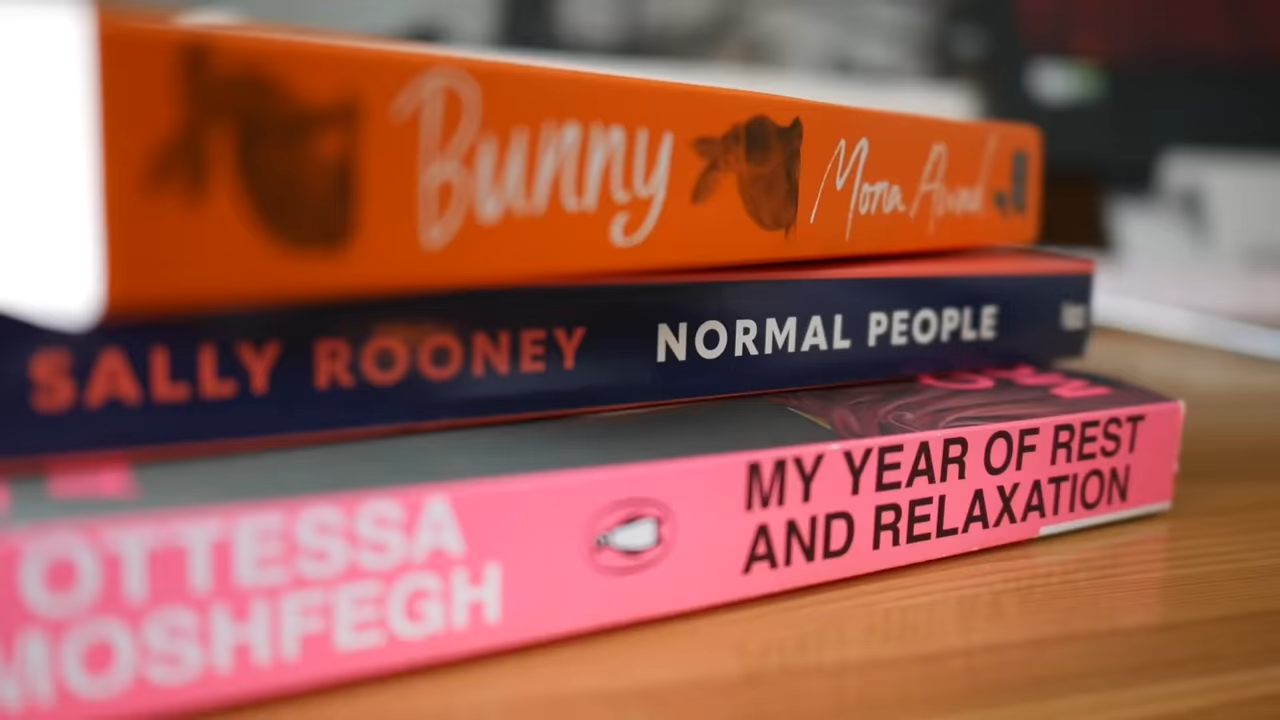 Bunny Mona Awad
SALLY ROONEY NORMAL PEOPLE
OTTESSA
MOSHFEGH
MY YEAR OF REST
AND RELAXATION